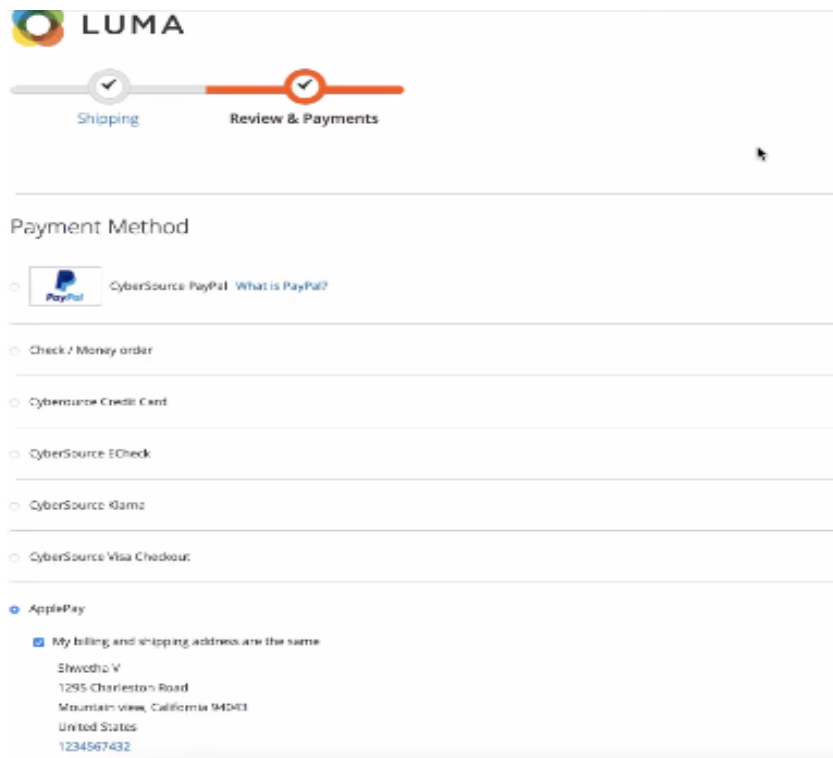 LUMA
Shipping
Review & Payments
Payment Method
PayPal
CyberSource PayPal What is PayPal?
Check / Money order
Cybersource Credit Card
CyberSource ECheck
CyberSource Klarna
CyberSource Visa Checkout
ApplePay
My billing and shipping address are the same
Shwetha V
1295 Charleston Road
Mountain view, California 94043
United States
1234567432